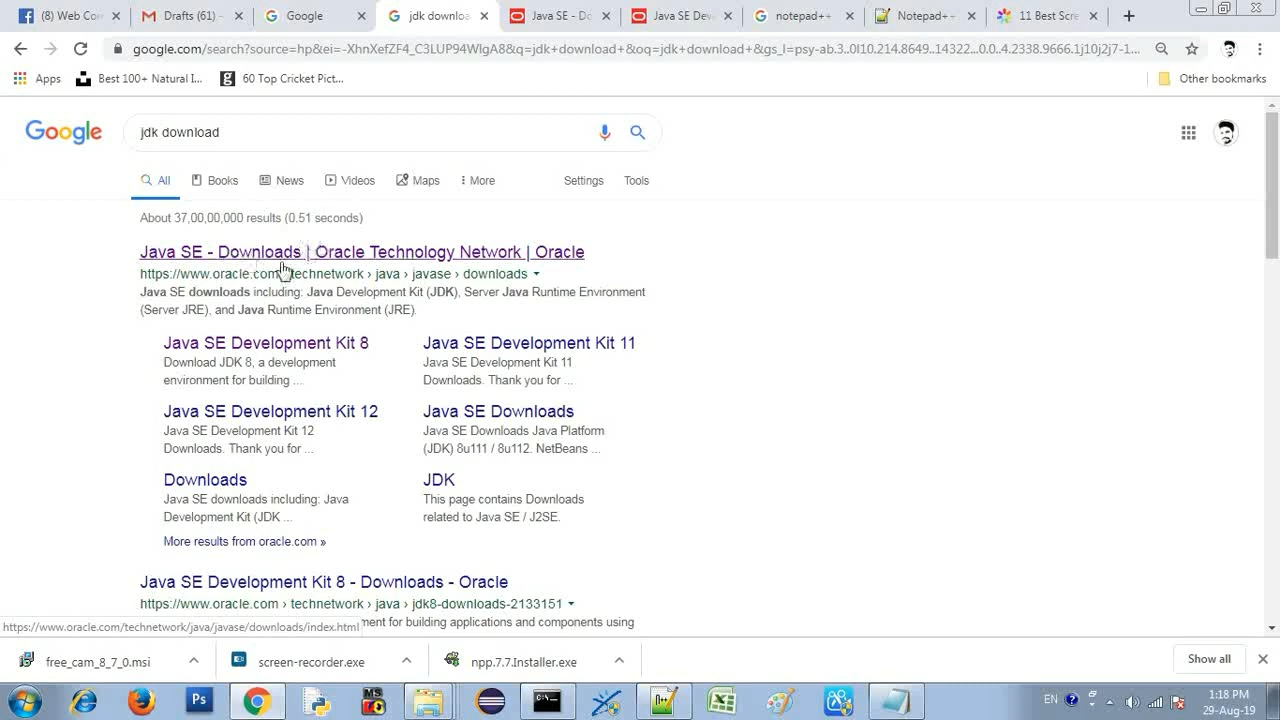 (8) Web Con
Drafts (61) -
Google
jdk downloa
Java SE - Do
Java SE Dev
notepad++
Notepad++
11 Best Scre
google.com/search?source=hp&ei=-XhnXefZF4_C3LUP94WIgA8&q=jdk+download+&oq=jdk+download+&gs_l=psy-ab.3..0l10.214.8649..14322...0.0..4.2338.9666.1j10j2j7-1...
Apps
Best 100+ Natural I...
60 Top Cricket Pict...
Other bookmarks
Google
jdk download
All
Books
News
Videos
Maps
More
Settings
Tools
About 37,00,00,000 results (0.51 seconds)
Java SE - Downloads | Oracle Technology Network | Oracle
https://www.oracle.com › technetwork › java › javase › downloads
Java SE downloads including: Java Development Kit (JDK), Server Java Runtime Environment
(Server JRE), and Java Runtime Environment (JRE).
Java SE Development Kit 8
Download JDK 8, a development
environment for building ...
Java SE Development Kit 11
Java SE Development Kit 11
Downloads. Thank you for ...
Java SE Development Kit 12
Java SE Development Kit 12
Downloads. Thank you for ...
Java SE Downloads
Java SE Downloads Java Platform
(JDK) 8u111 / 8u112. NetBeans ...
Downloads
Java SE downloads including: Java
Development Kit (JDK ...
JDK
This page contains Downloads
related to Java SE / J2SE.
More results from oracle.com »
Java SE Development Kit 8 - Downloads - Oracle
https://www.oracle.com › technetwork › java › jdk8-downloads-2133151
https://www.oracle.com/technetwork/java/javase/downloads/index.html
ment for building applications and components using
free_cam_8_7_0.msi
screen-recorder.exe
npp.7.7.Installer.exe
Show all
Ps
MS
EN
1:18 PM
29-Aug-19